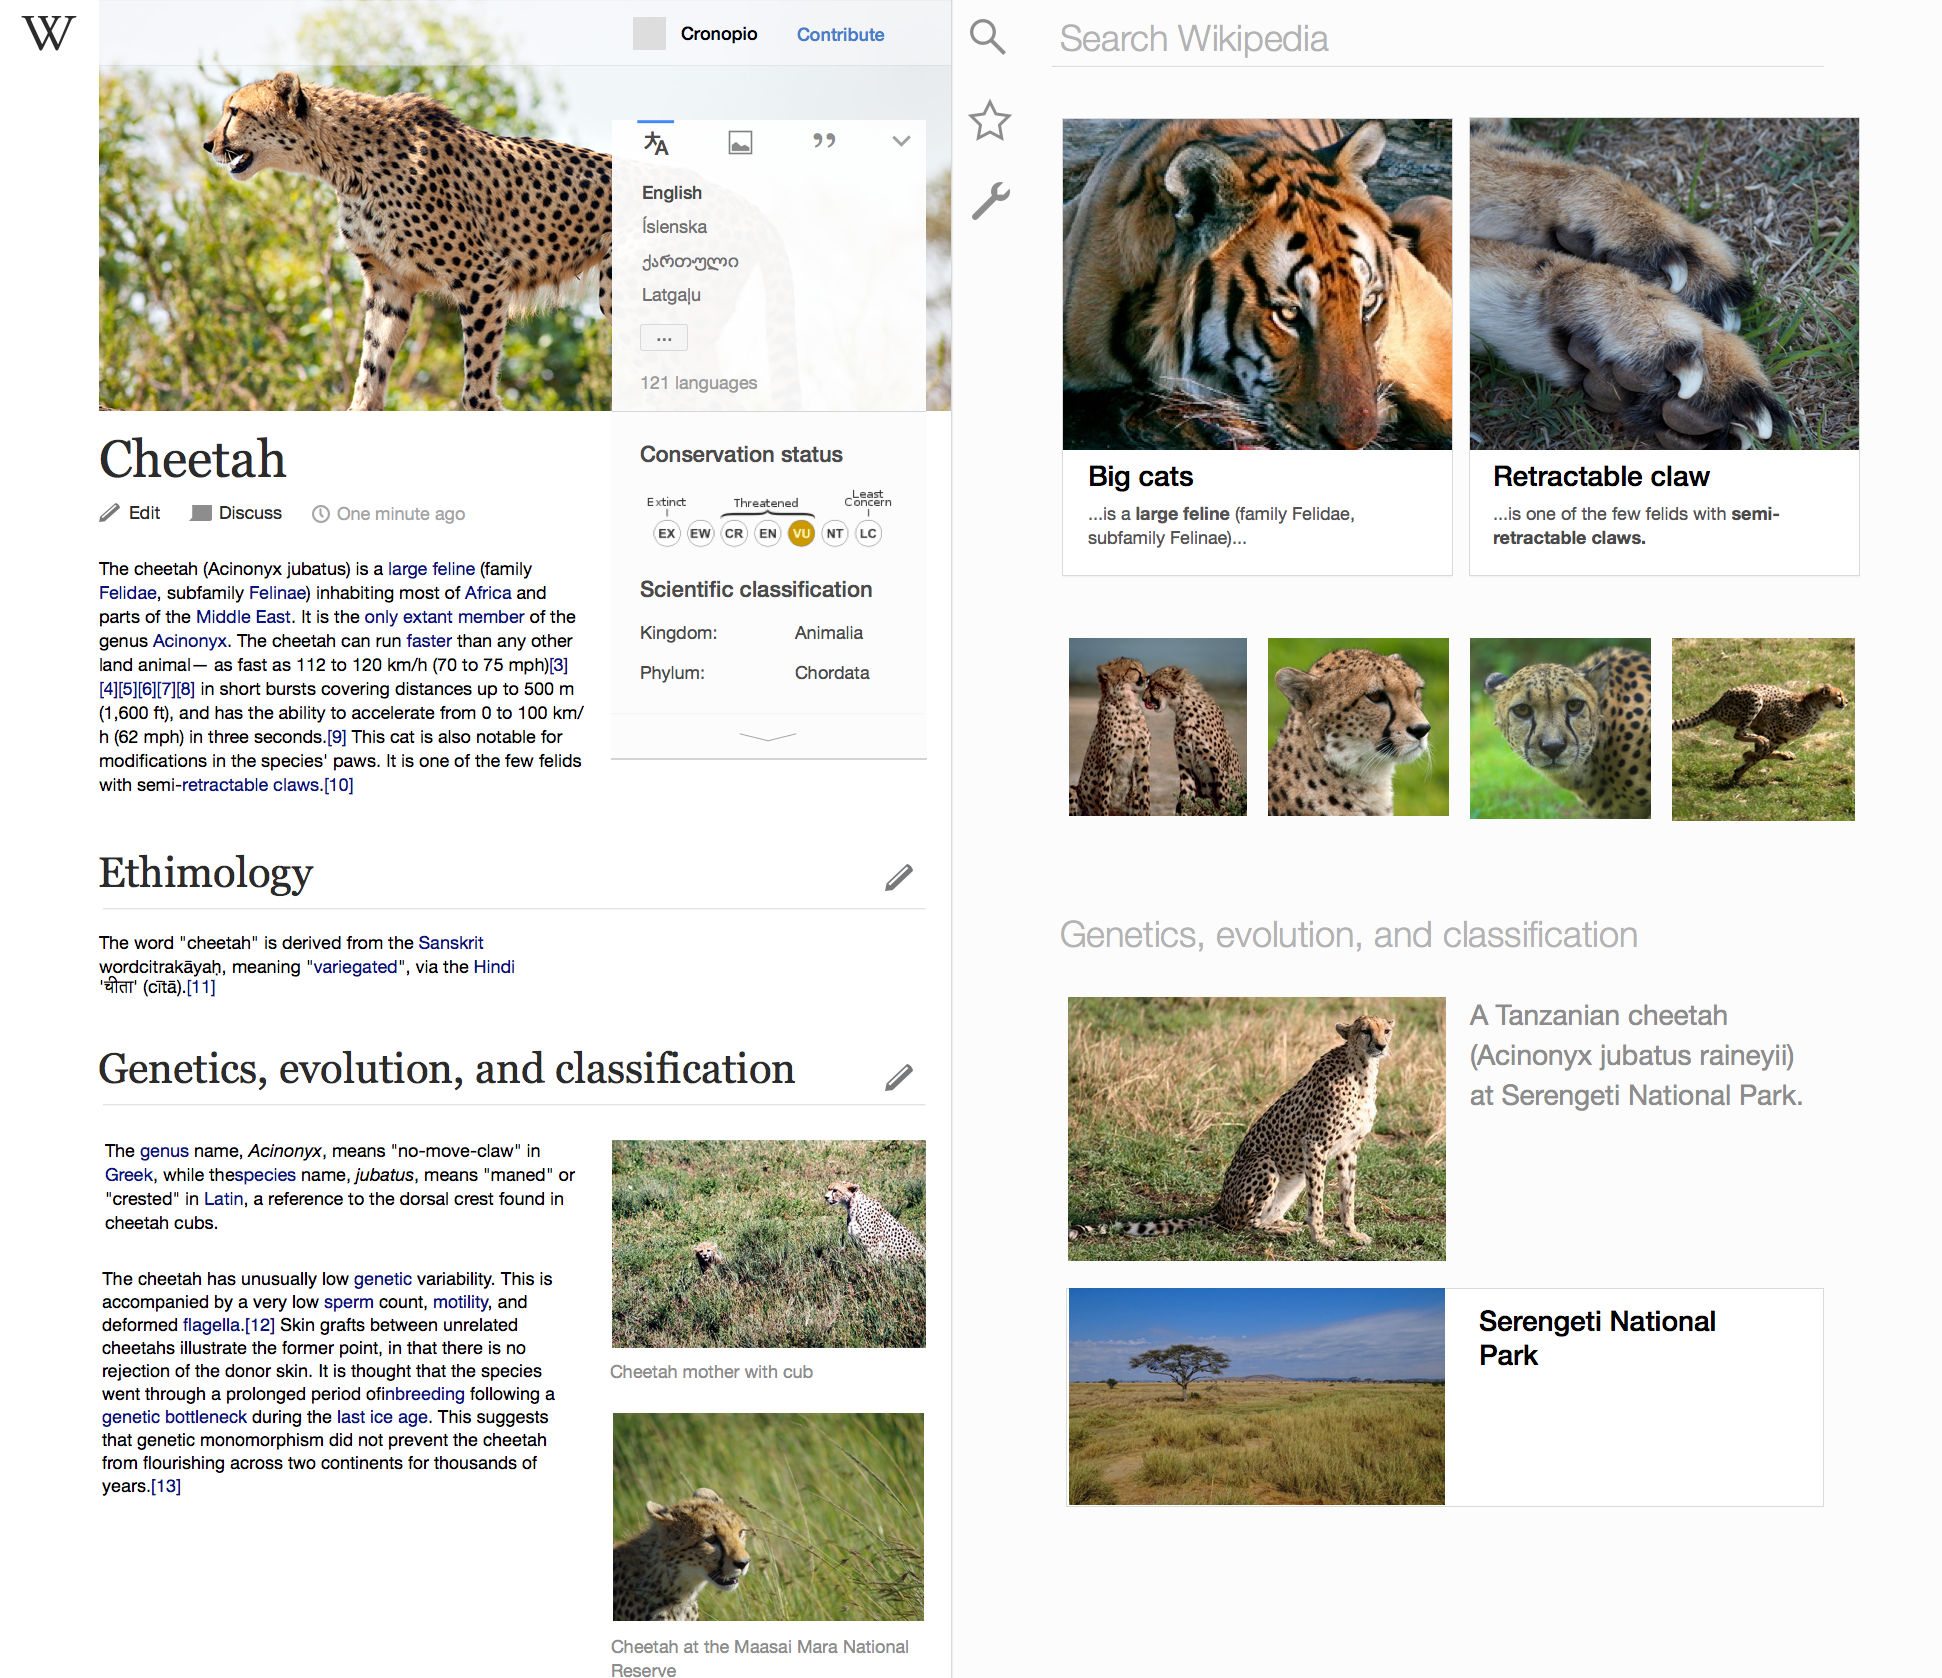 W
Cronopio
Contribute
English
Íslenska
ქართული
Latgaļu
...
121 languages
Cheetah
Edit
Discuss
One minute ago
The cheetah (Acinonyx jubatus) is a large feline (family
Felidae, subfamily Felinae) inhabiting most of Africa and
parts of the Middle East. It is the only extant member of the
genus Acinonyx. The cheetah can run faster than any other
land animal— as fast as 112 to 120 km/h (70 to 75 mph)[3]
[4][5][6][7][8] in short bursts covering distances up to 500 m
(1,600 ft), and has the ability to accelerate from 0 to 100 km/
h (62 mph) in three seconds.[9] This cat is also notable for
modifications in the species' paws. It is one of the few felids
with semi-retractable claws.[10]
Conservation status
Extinct
Threatened
Least
Concern
EX EW CR EN VU NT LC
Scientific classification
Kingdom: Animalia
Phylum: Chordata
Ethimology
The word "cheetah" is derived from the Sanskrit
wordcitrakāyaḥ, meaning "variegated", via the Hindi
'चीता' (cītā).[11]
Genetics, evolution, and classification
The genus name, Acinonyx, means "no-move-claw" in
Greek, while thespecies name, jubatus, means "maned" or
"crested" in Latin, a reference to the dorsal crest found in
cheetah cubs.
The cheetah has unusually low genetic variability. This is
accompanied by a very low sperm count, motility, and
deformed flagella.[12] Skin grafts between unrelated
cheetahs illustrate the former point, in that there is no
rejection of the donor skin. It is thought that the species
went through a prolonged period ofinbreeding following a
genetic bottleneck during the last ice age. This suggests
that genetic monomorphism did not prevent the cheetah
from flourishing across two continents for thousands of
years.[13]
Cheetah mother with cub
Cheetah at the Maasai Mara National
Reserve
Search Wikipedia
Big cats
...is a large feline (family Felidae,
subfamily Felinae)...
Retractable claw
...is one of the few felids with semi-
retractable claws.
Genetics, evolution, and classification
A Tanzanian cheetah
(Acinonyx jubatus raineyii)
at Serengeti National Park.
Serengeti National
Park